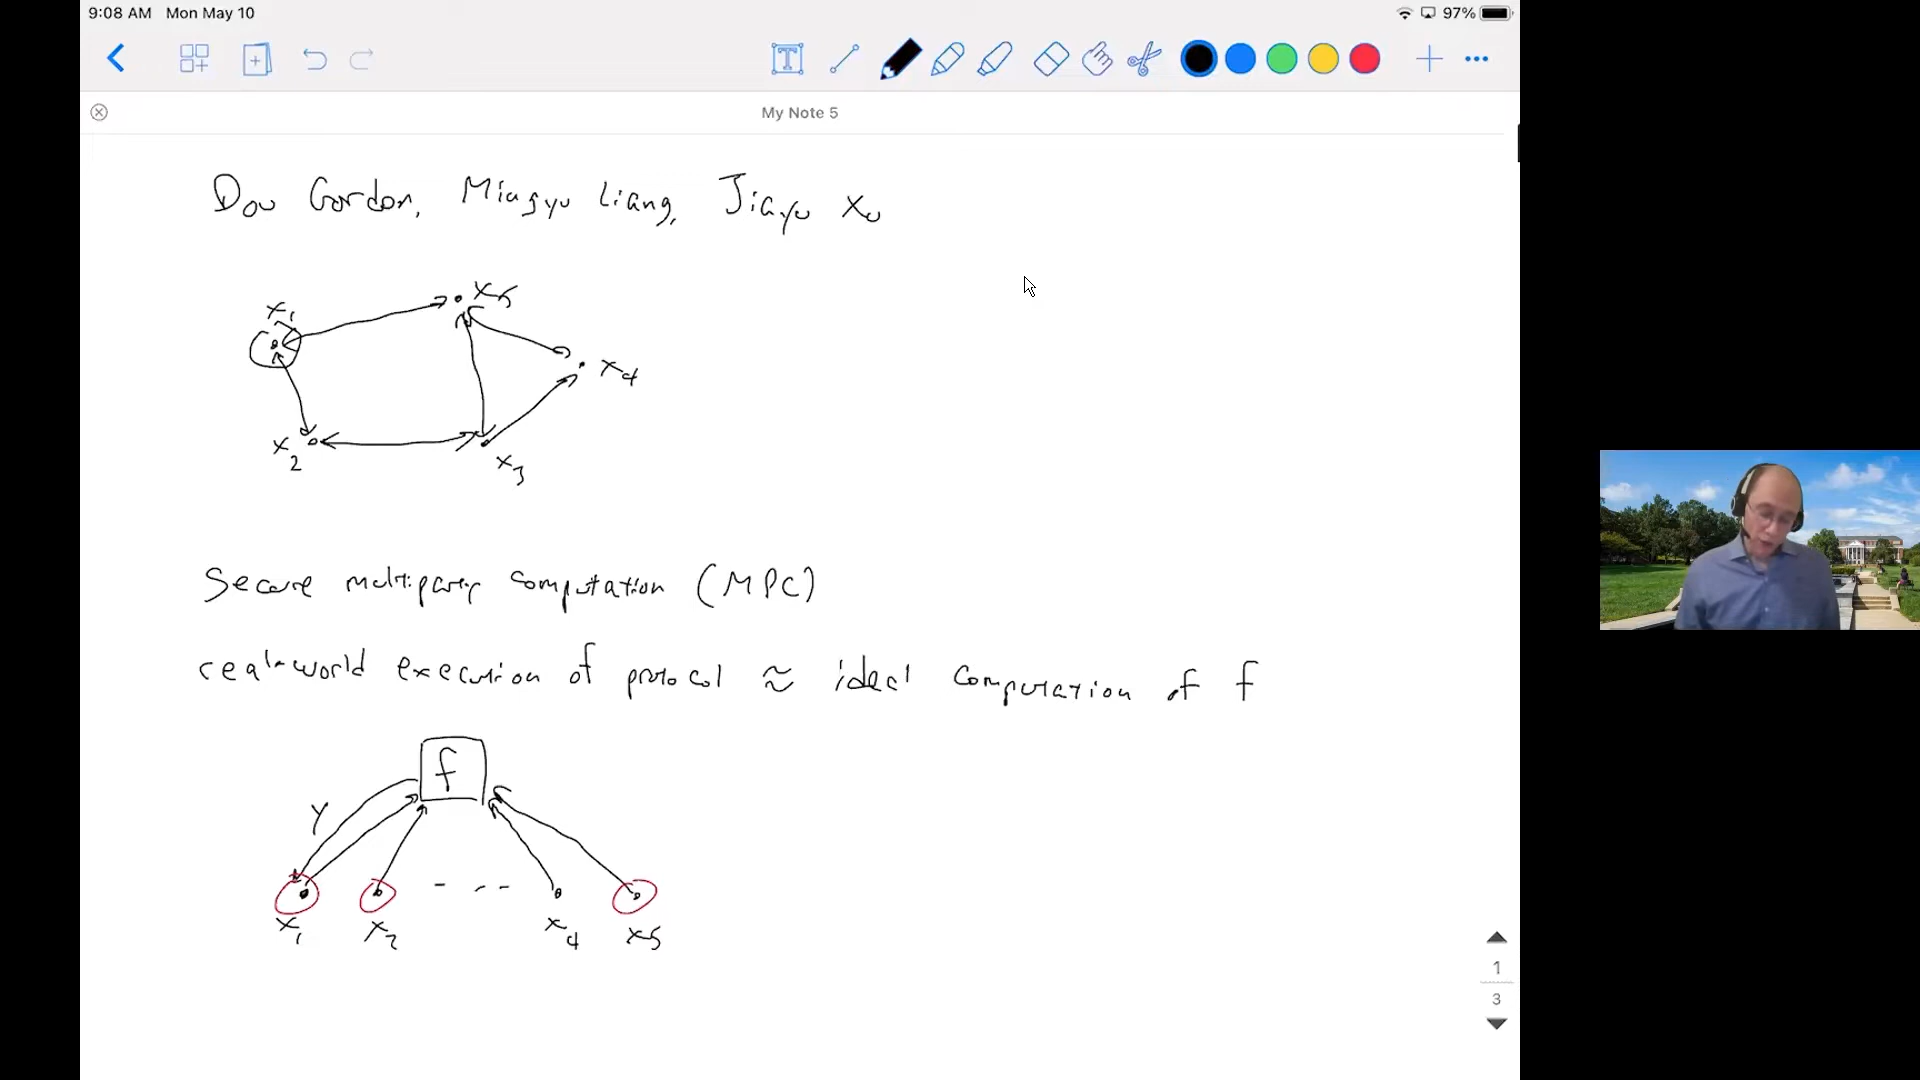 9:08 AM Mon May 10 97%
T
My Note 5
Dov Gordon, Mingyu Liang, Jiayu Xu
x1
x5
x4
x2
x3
Secure multiparty computation (MPC)
real-world execution of protocol ≈ ideal computation of f
f
y
x1 x2 - - - x4 x5
1
3